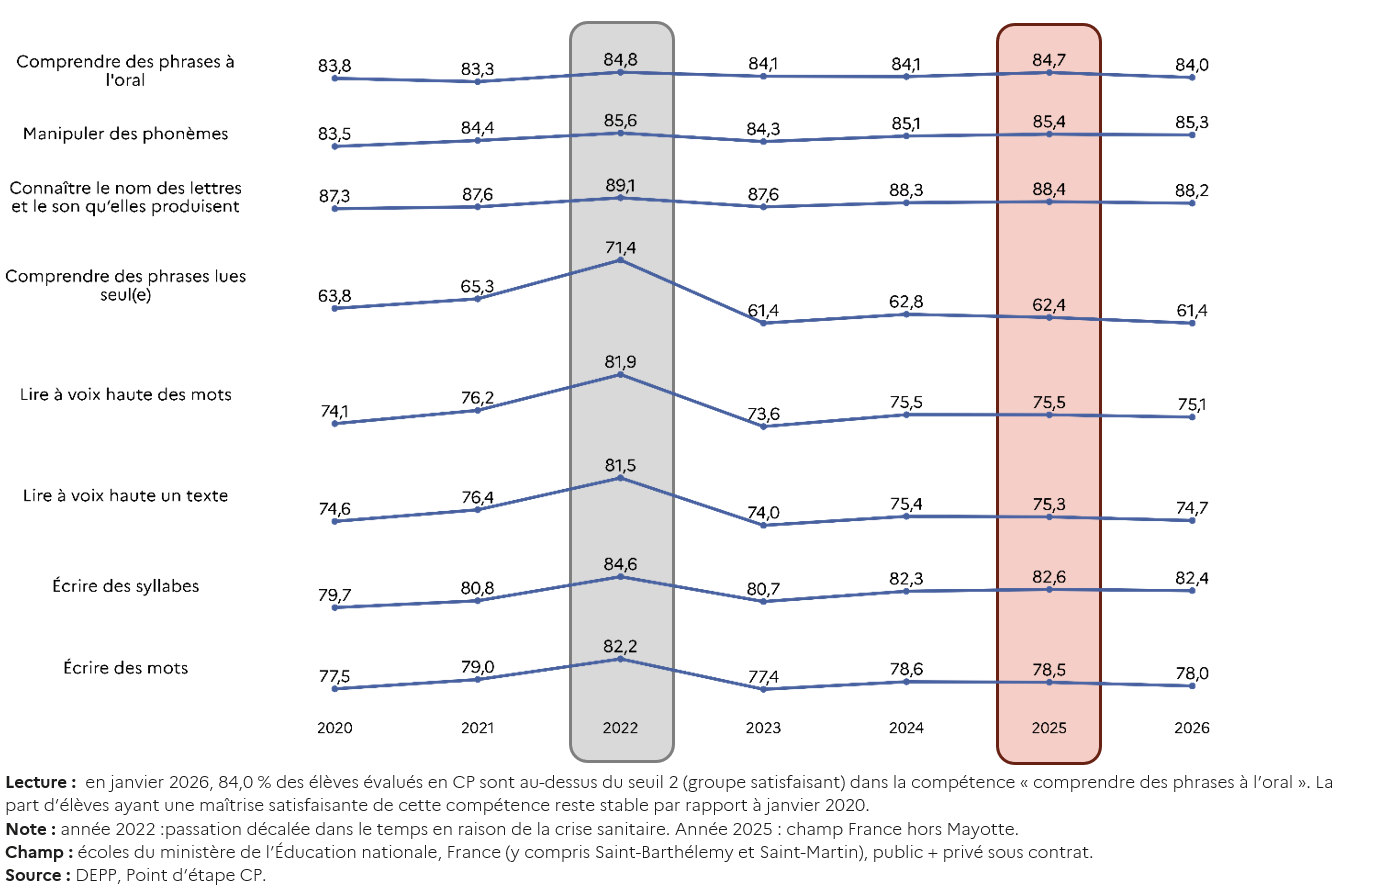 Comprendre des phrases à
l'oral
83,8 83,3 84,8 84,1 84,1 84,7 84,0
Manipuler des phonèmes
83,5 84,4 85,6 84,3 85,1 85,4 85,3
Connaître le nom des lettres
et le son qu’elles produisent
87,3 87,6 89,1 87,6 88,3 88,4 88,2
Comprendre des phrases lues
seul(e)
63,8 65,3 71,4 61,4 62,8 62,4 61,4
Lire à voix haute des mots
74,1 76,2 81,9 73,6 75,5 75,5 75,1
Lire à voix haute un texte
74,6 76,4 81,5 74,0 75,4 75,3 74,7
Écrire des syllabes
79,7 80,8 84,6 80,7 82,3 82,6 82,4
Écrire des mots
77,5 79,0 82,2 77,4 78,6 78,5 78,0
2020 2021 2022 2023 2024 2025 2026
Lecture : en janvier 2026, 84,0 % des élèves évalués en CP sont au-dessus du seuil 2 (groupe satisfaisant) dans la compétence « comprendre des phrases à l’oral ». La
part d’élèves ayant une maîtrise satisfaisante de cette compétence reste stable par rapport à janvier 2020.
Note : année 2022 :passation décalée dans le temps en raison de la crise sanitaire. Année 2025 : champ France hors Mayotte.
Champ : écoles du ministère de l’Éducation nationale, France (y compris Saint-Barthélemy et Saint-Martin), public + privé sous contrat.
Source : DEPP, Point d’étape CP.